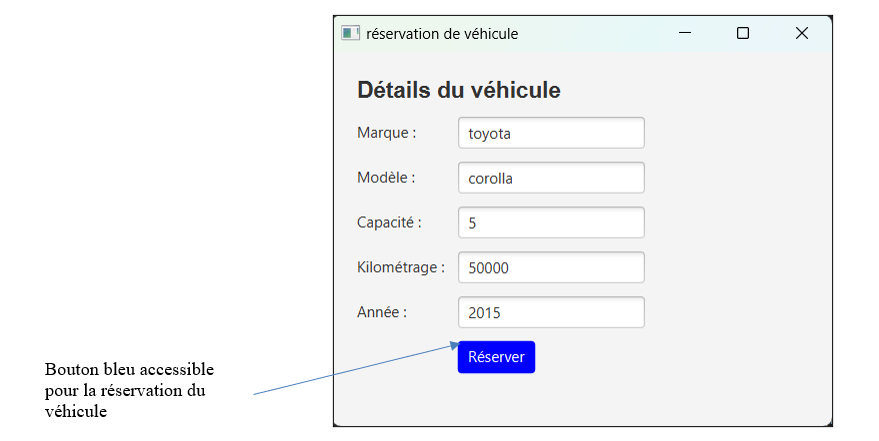 réservation de véhicule
Détails du véhicule
Marque : toyota
Modèle : corolla
Capacité : 5
Kilométrage : 50000
Année : 2015
Réserver
Bouton bleu accessible
pour la réservation du
véhicule